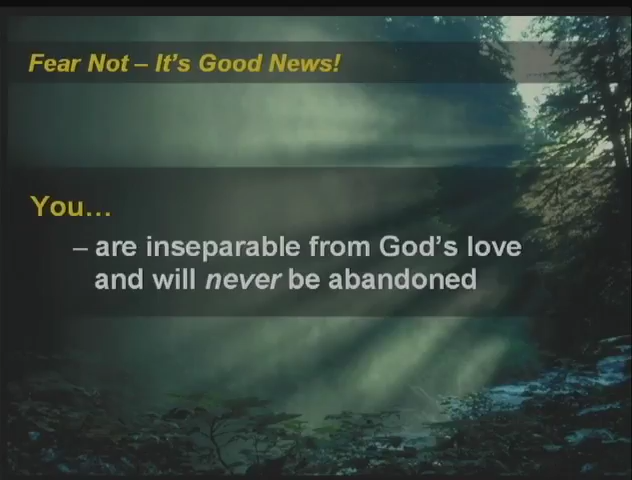 Fear Not – It's Good News!
You…
– are inseparable from God's love
and will never be abandoned